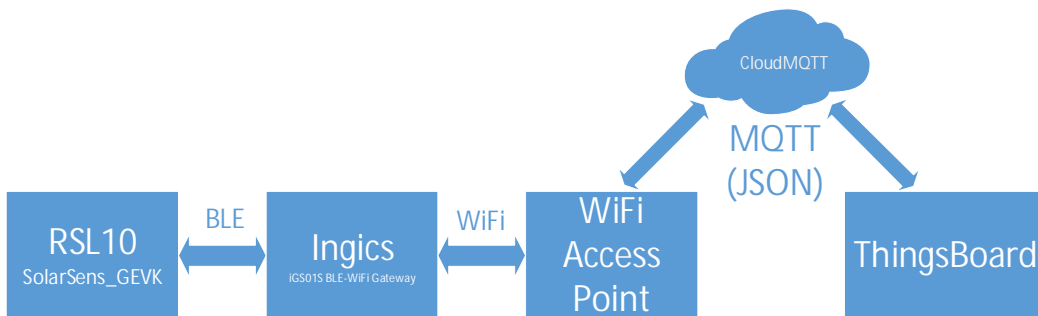 CloudMQTT
MQTT
(JSON)
RSL10
SolarSens_GEVK
BLE
Ingics
iGS01S BLE-WiFi Gateway
WiFi
WiFi
Access
Point
ThingsBoard